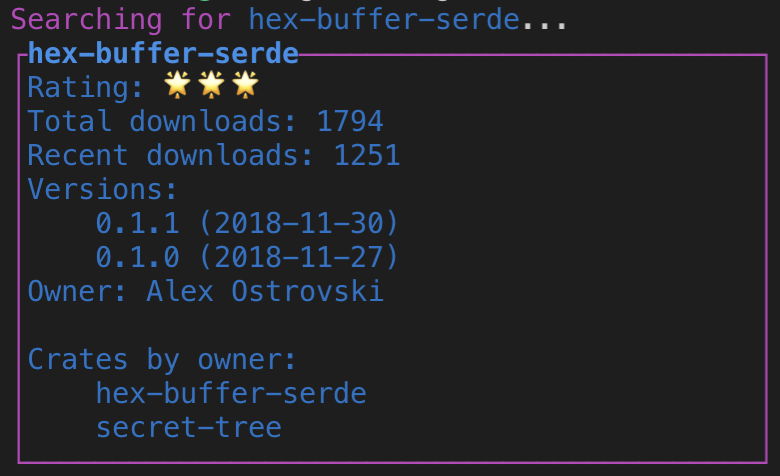 Searching for hex-buffer-serde...
hex-buffer-serde
Rating: 🌟🌟🌟
Total downloads: 1794
Recent downloads: 1251
Versions:
0.1.1 (2018-11-30)
0.1.0 (2018-11-27)
Owner: Alex Ostrovski
Crates by owner:
hex-buffer-serde
secret-tree